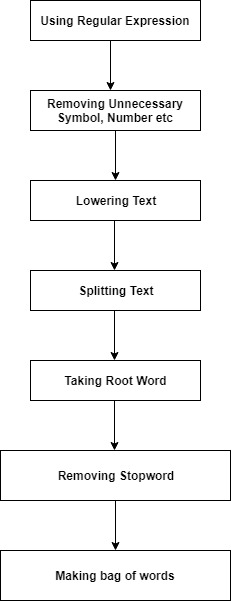 Using Regular Expression
Removing Unnecessary
Symbol, Number etc
Lowering Text
Splitting Text
Taking Root Word
Removing Stopword
Making bag of words